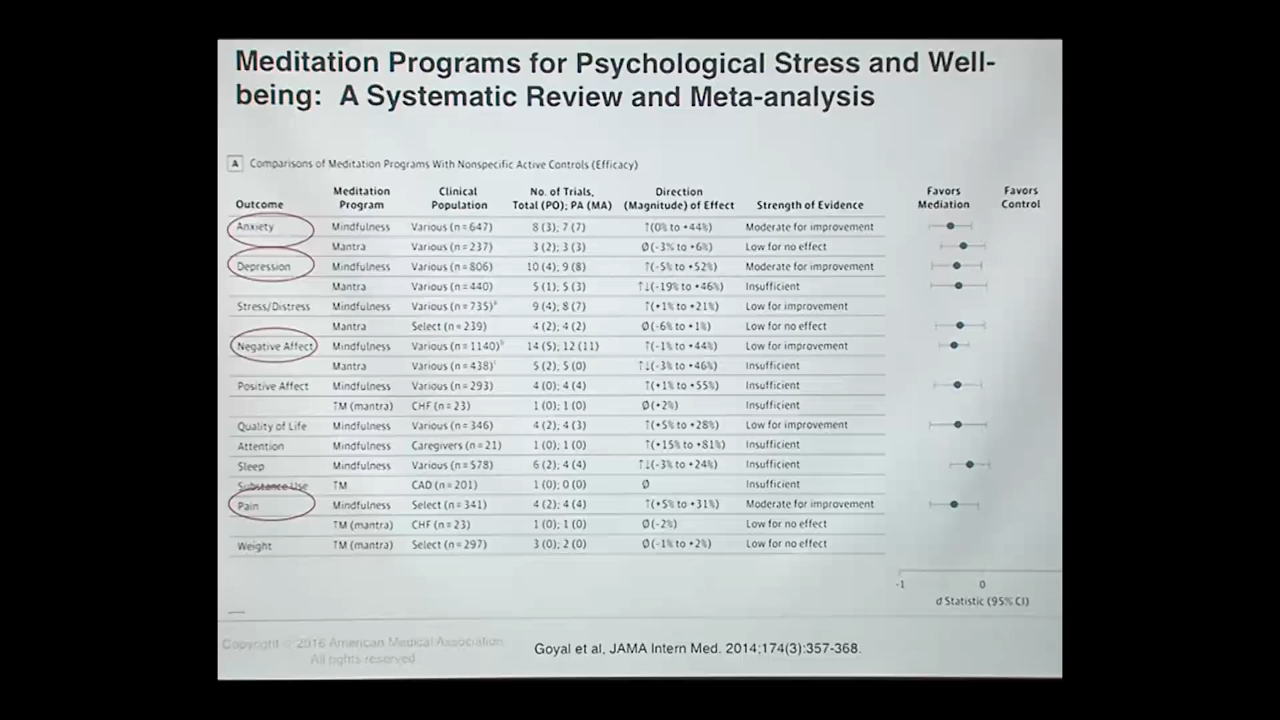 Meditation Programs for Psychological Stress and Well-
being: A Systematic Review and Meta-analysis
A Comparisons of Meditation Programs With Nonspecific Active Controls (Efficacy)
Outcome Meditation Program Clinical Population No. of Trials, Total (PO); PA (MA) Direction (Magnitude) of Effect Strength of Evidence Favors Mediation Favors Control
Anxiety Mindfulness Various (n=647) 8 (3); 7 (7) ↑(0% to +44%) Moderate for improvement
Mantra Various (n=237) 3 (2); 3 (3) Ø(-3% to +6%) Low for no effect
Depression Mindfulness Various (n=806) 10 (4); 9 (8) ↑(-5% to +52%) Moderate for improvement
Mantra Various (n=440) 5 (1); 5 (3) ↑↓(-19% to +46%) Insufficient
Stress/Distress Mindfulness Various (n=735)a 9 (4); 8 (7) ↑(+1% to +21%) Low for improvement
Mantra Select (n=239) 4 (2); 4 (2) Ø(-6% to +1%) Low for no effect
Negative Affect Mindfulness Various (n=1140)b 14 (5); 12 (11) ↑(-1% to +44%) Low for improvement
Mantra Various (n=438)c 5 (2); 5 (0) ↑↓(-3% to +46%) Insufficient
Positive Affect Mindfulness Various (n=293) 4 (0); 4 (4) ↑(+1% to +55%) Insufficient
TM (mantra) CHF (n=23) 1 (0); 1 (0) Ø(+2%) Insufficient
Quality of Life Mindfulness Various (n=346) 4 (2); 4 (3) ↑(+5% to +28%) Low for improvement
Attention Mindfulness Caregivers (n=21) 1 (0); 1 (0) ↑(+15% to +81%) Insufficient
Sleep Mindfulness Various (n=578) 6 (2); 4 (4) ↑↓(-3% to +24%) Insufficient
Substance Use TM CAD (n=201) 1 (0); 0 (0) Ø Insufficient
Pain Mindfulness Select (n=341) 4 (2); 4 (4) ↑(+5% to +31%) Moderate for improvement
TM (mantra) CHF (n=23) 1 (0); 1 (0) Ø(-2%) Low for no effect
Weight TM (mantra) Select (n=297) 3 (0); 2 (0) Ø(-1% to +2%) Low for no effect
-1 0
d Statistic (95% CI)
Copyright © 2016 American Medical Association.
All rights reserved
Goyal et al, JAMA Intern Med. 2014;174(3):357-368.